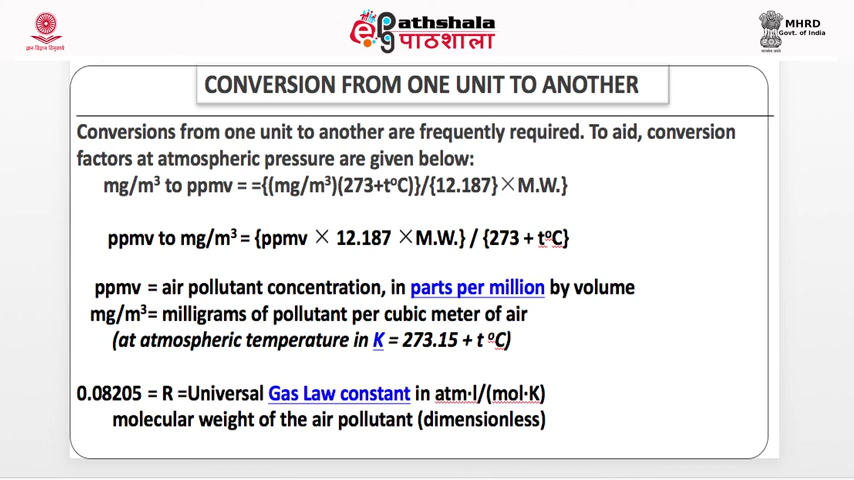 Pathshala
पाठशाला
MHRD
Govt. of India
CONVERSION FROM ONE UNIT TO ANOTHER
Conversions from one unit to another are frequently required. To aid, conversion
factors at atmospheric pressure are given below:
mg/m³ to ppmv = ={(mg/m³)(273+t⁰C)}/{12.187}×M.W.}
ppmv to mg/m³ = {ppmv × 12.187 ×M.W.} / {273 + t⁰C}
ppmv = air pollutant concentration, in parts per million by volume
mg/m³= milligrams of pollutant per cubic meter of air
(at atmospheric temperature in K = 273.15 + t ⁰C)
0.08205 = R =Universal Gas Law constant in atm·l/(mol·K)
molecular weight of the air pollutant (dimensionless)